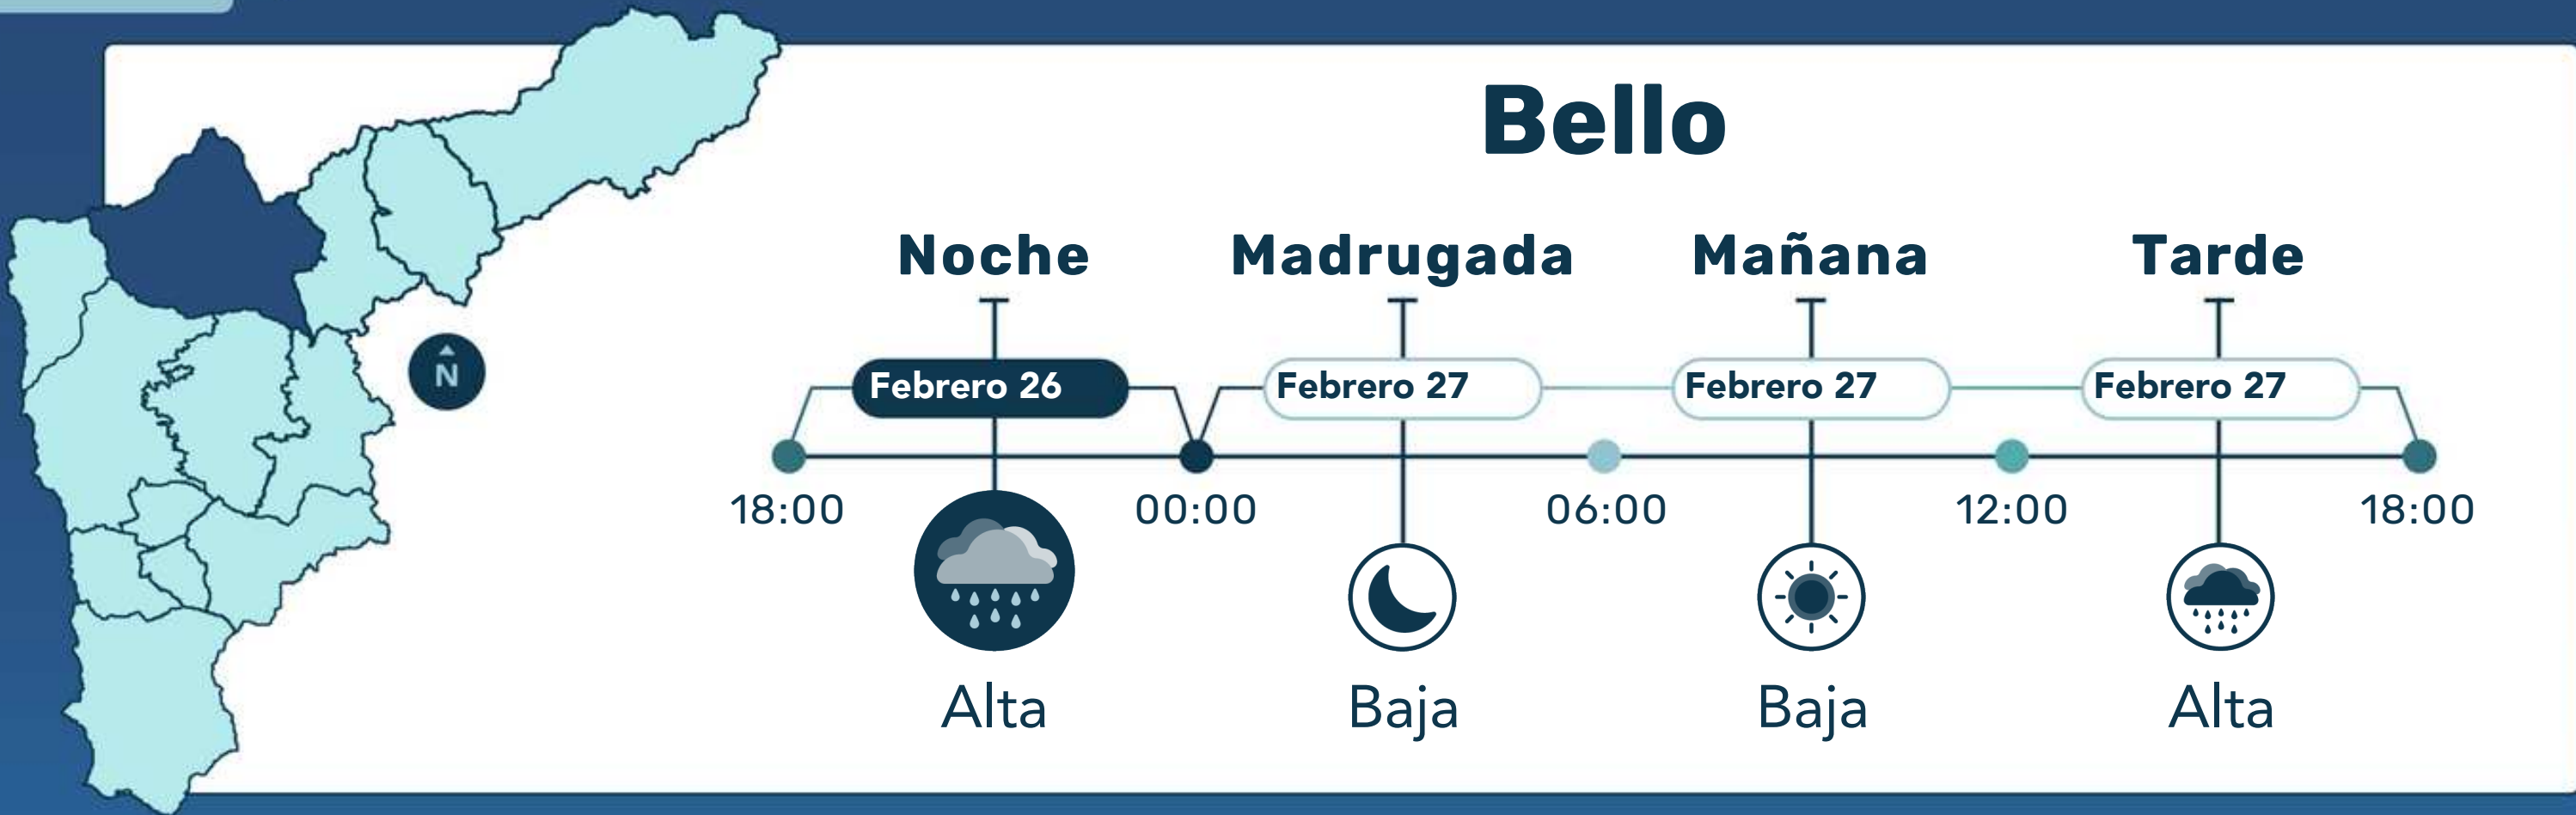 Bello
Noche Madrugada Mañana Tarde
Febrero 26 Febrero 27 Febrero 27 Febrero 27
N
18:00 00:00 06:00 12:00 18:00
Alta Baja Baja Alta